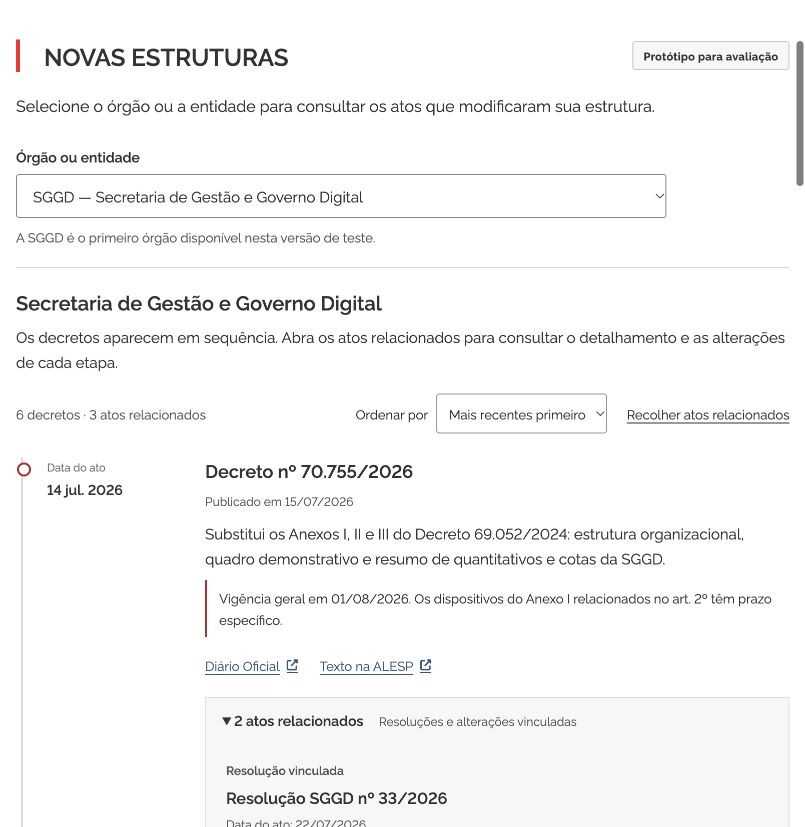 NOVAS ESTRUTURAS
Protótipo para avaliação
Selecione o órgão ou a entidade para consultar os atos que modificaram sua estrutura.
Órgão ou entidade
SGGD — Secretaria de Gestão e Governo Digital
A SGGD é o primeiro órgão disponível nesta versão de teste.
Secretaria de Gestão e Governo Digital
Os decretos aparecem em sequência. Abra os atos relacionados para consultar o detalhamento e as alterações
de cada etapa.
6 decretos · 3 atos relacionados
Ordenar por
Mais recentes primeiro
Recolher atos relacionados
Data do ato
14 jul. 2026
Decreto nº 70.755/2026
Publicado em 15/07/2026
Substitui os Anexos I, II e III do Decreto 69.052/2024: estrutura organizacional,
quadro demonstrativo e resumo de quantitativos e cotas da SGGD.
Vigência geral em 01/08/2026. Os dispositivos do Anexo I relacionados no art. 2º têm prazo
específico.
Diário Oficial
Texto na ALESP
▼ 2 atos relacionados
Resoluções e alterações vinculadas
Resolução vinculada
Resolução SGGD nº 33/2026
Data do ato: 22/07/2026